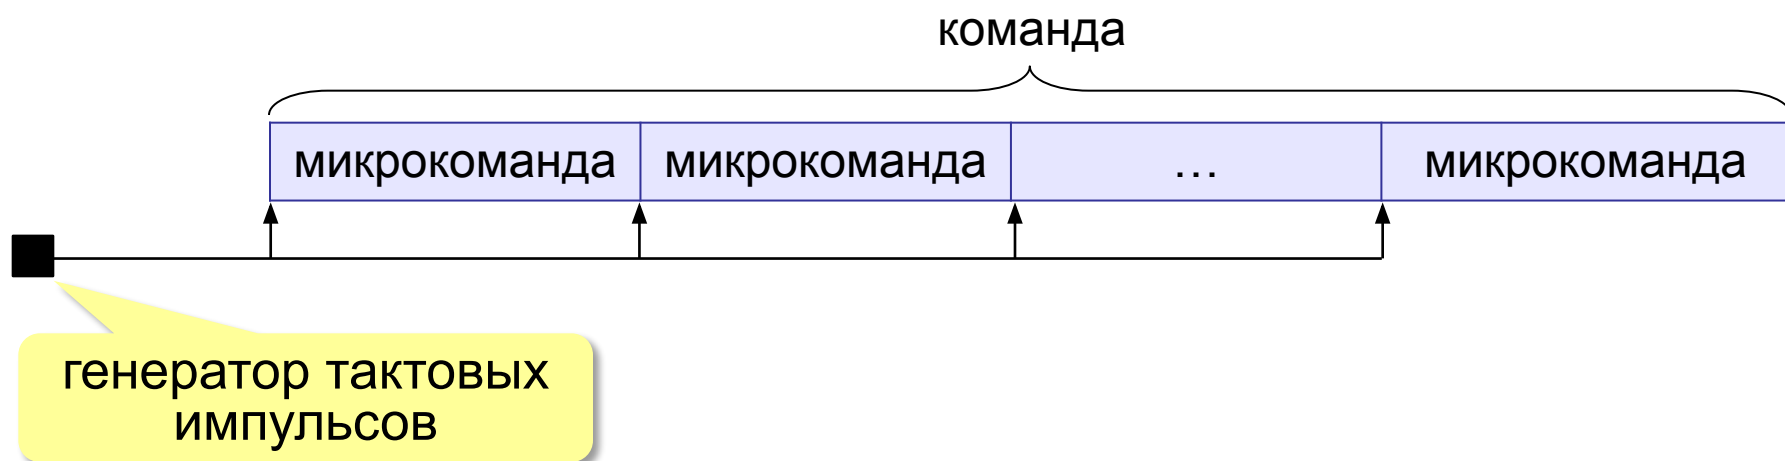 команда
микрокоманда микрокоманда … микрокоманда
генератор тактовых
импульсов